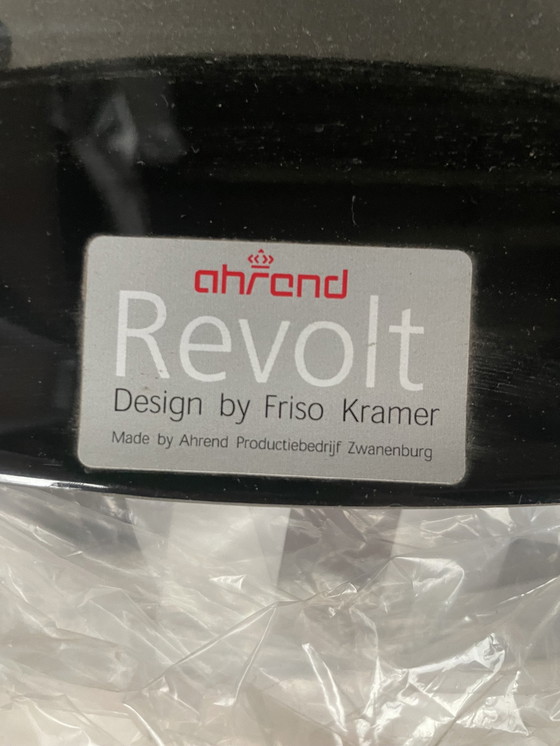 ahrend
Revolt
Design by Friso Kramer
Made by Ahrend Productiebedrijf Zwanenburg